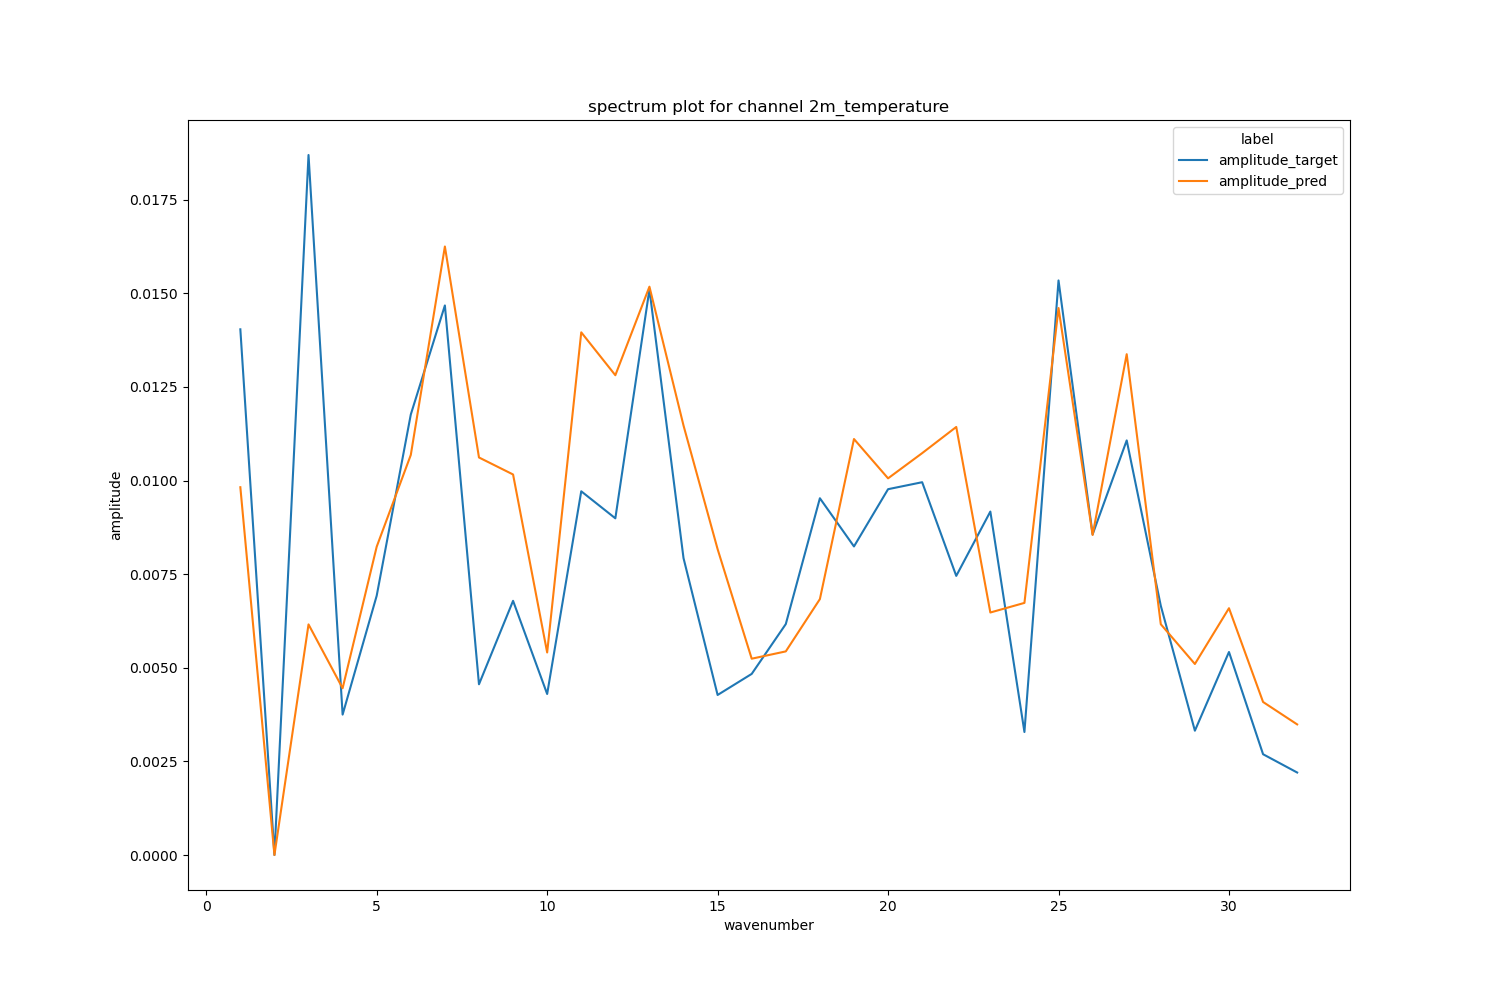 spectrum plot for channel 2m_temperature
label
amplitude_target
amplitude_pred
0.0175
0.0150
0.0125
0.0100
0.0075
0.0050
0.0025
0.0000
amplitude
0 5 10 15 20 25 30
wavenumber